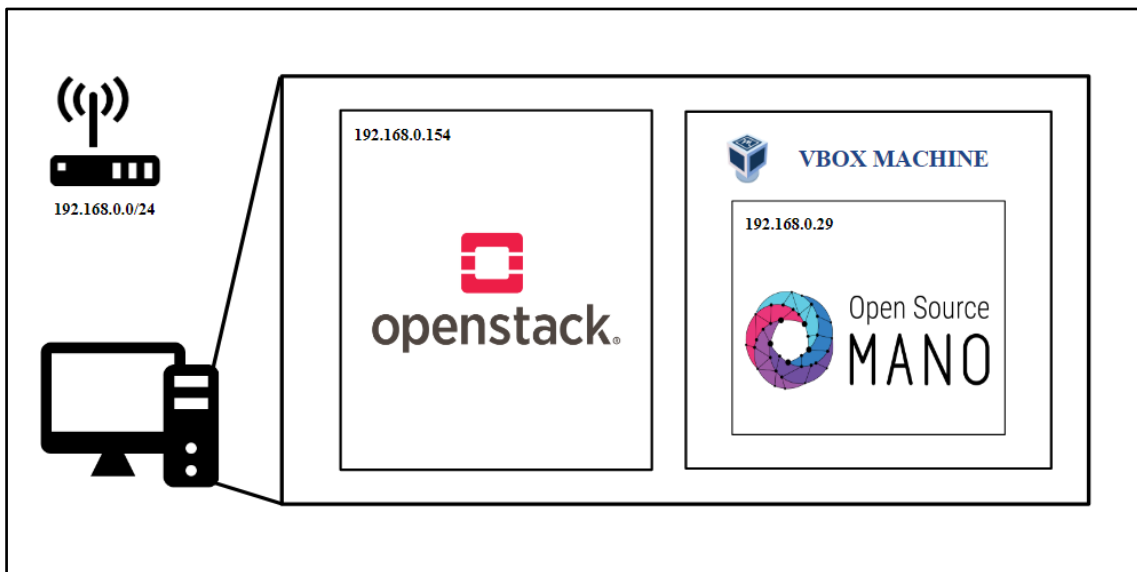 192.168.0.0/24
192.168.0.154
openstack®
VBOX MACHINE
192.168.0.29
Open Source
MANO